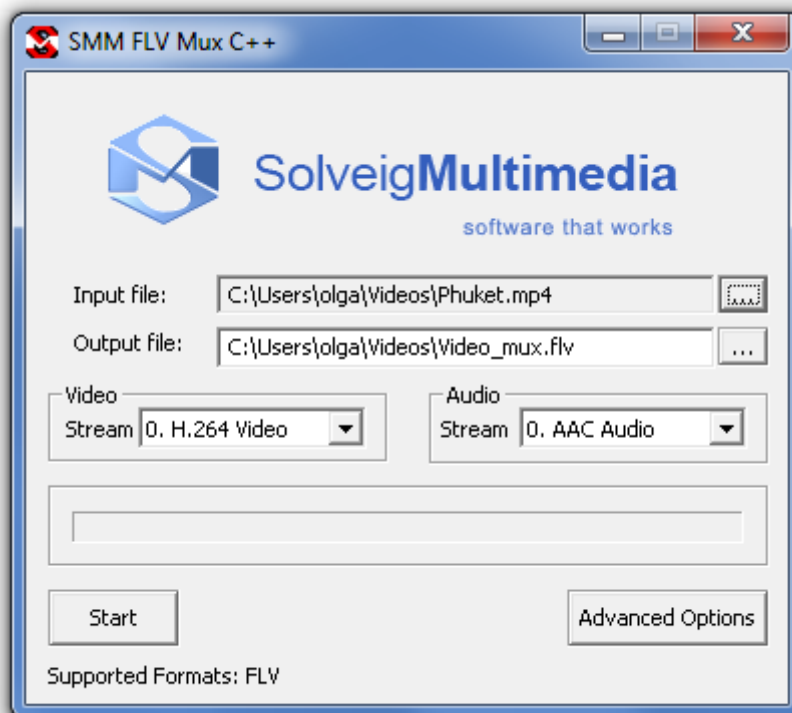 SMM FLV Mux C++
SolveigMultimedia
software that works
Input file: C:\Users\olga\Videos\Phuket.mp4 ...
Output file: C:\Users\olga\Videos\Video_mux.flv ...
Video Audio
Stream 0. H.264 Video Stream 0. AAC Audio
Start Advanced Options
Supported Formats: FLV